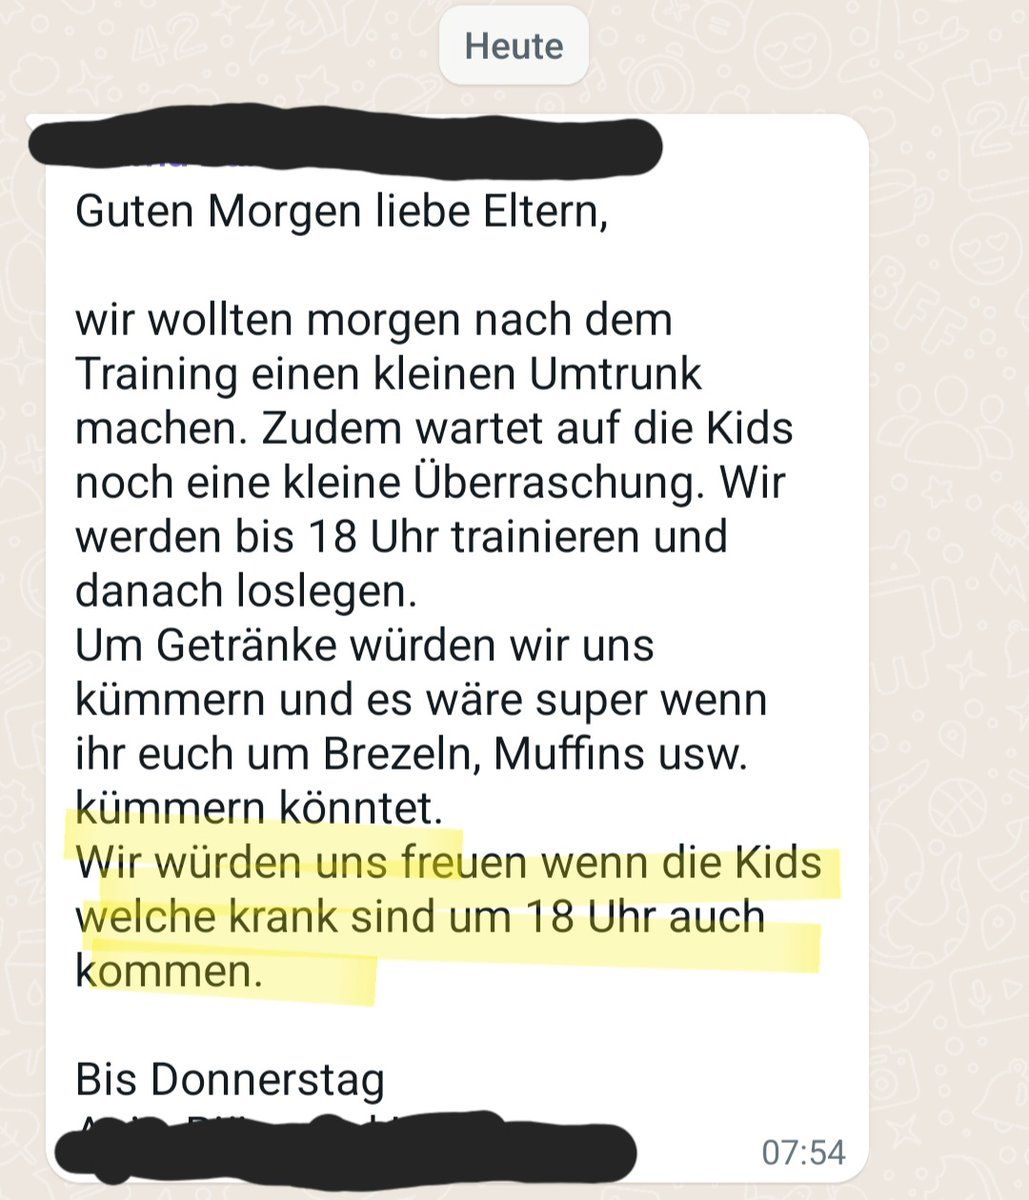 Heute
Guten Morgen liebe Eltern,
wir wollten morgen nach dem
Training einen kleinen Umtrunk
machen. Zudem wartet auf die Kids
noch eine kleine Überraschung. Wir
werden bis 18 Uhr trainieren und
danach loslegen.
Um Getränke würden wir uns
kümmern und es wäre super wenn
ihr euch um Brezeln, Muffins usw.
kümmern könntet.
Wir würden uns freuen wenn die Kids
welche krank sind um 18 Uhr auch
kommen.
Bis Donnerstag
07:54